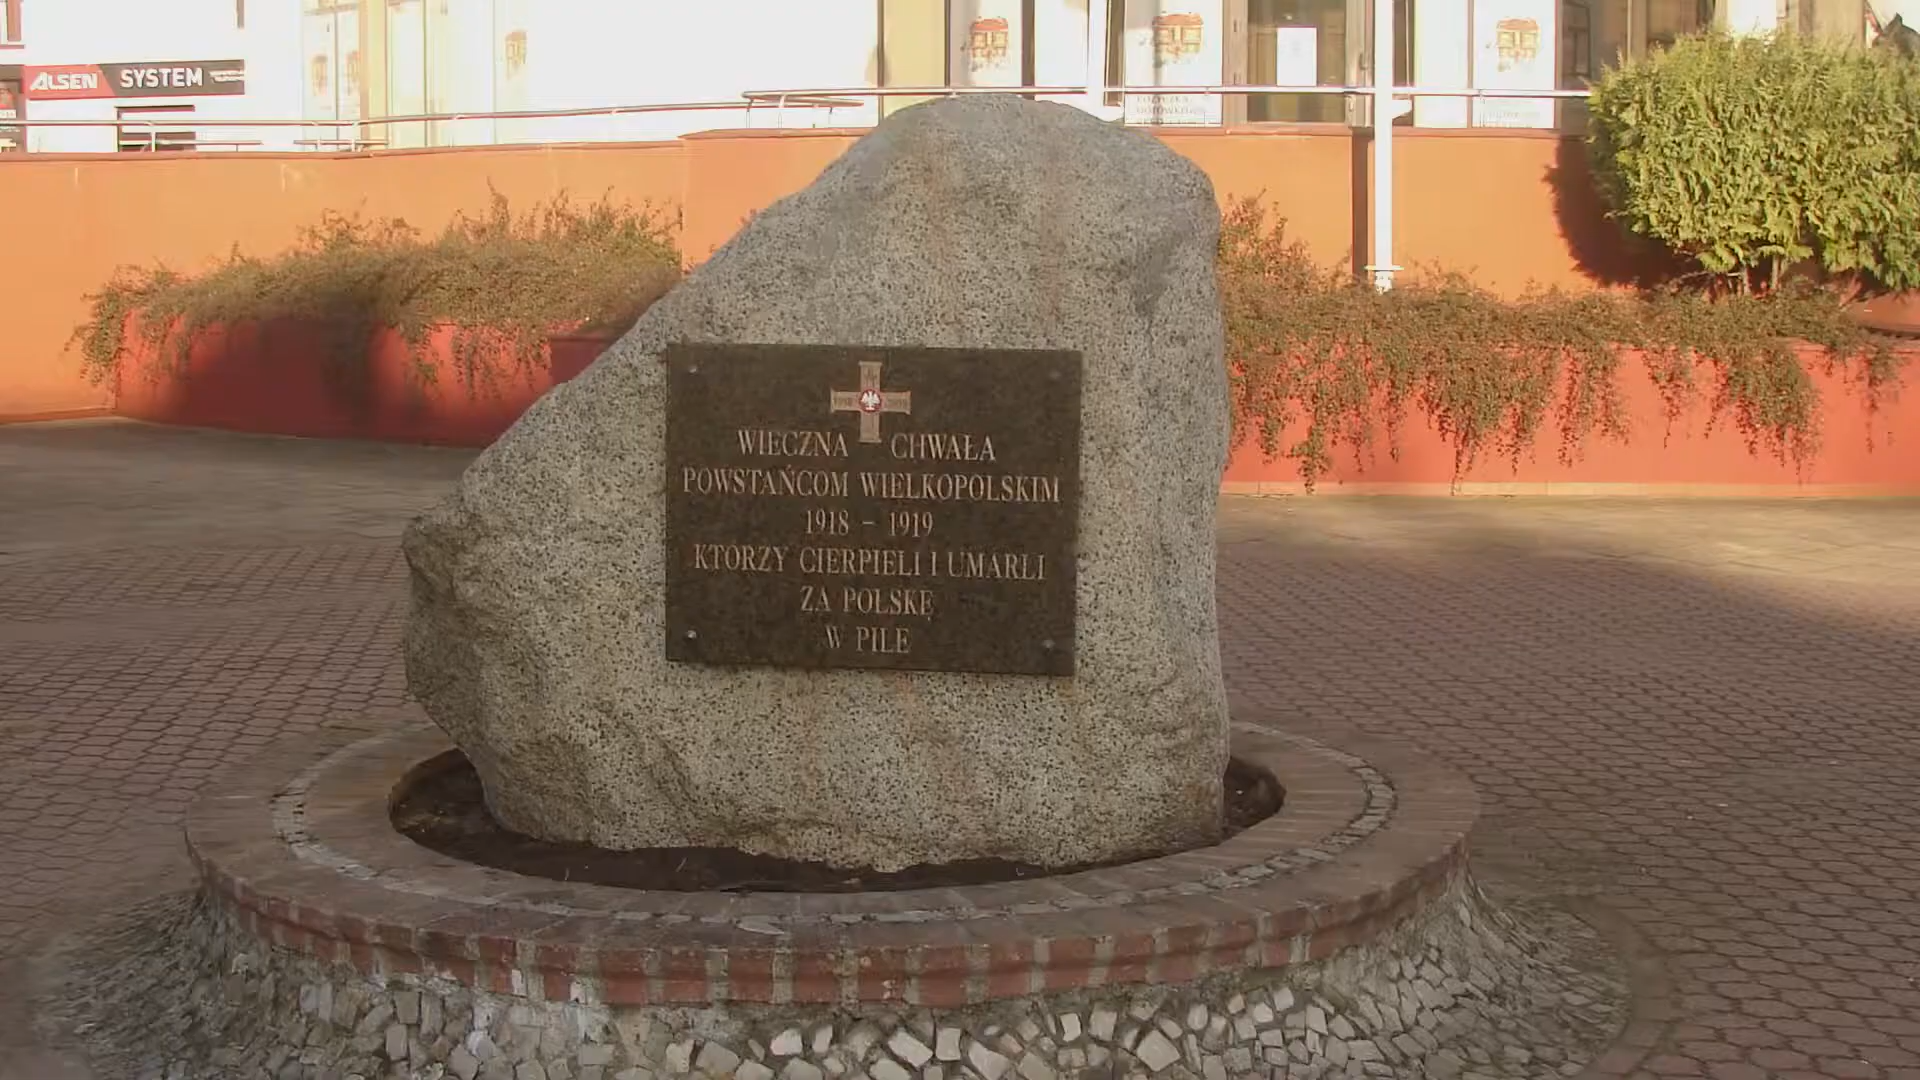 ALSEN SYSTEM
WIECZNA CHWAŁA
POWSTAŃCOM WIELKOPOLSKIM
1918 – 1919
KTORZY CIERPIELI I UMARLI
ZA POLSKĘ
W PILE